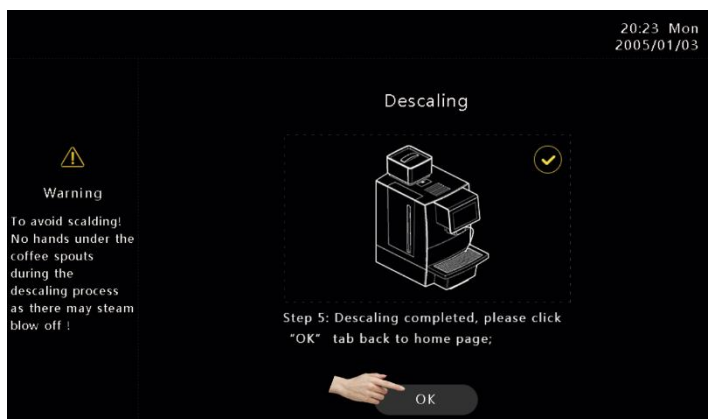 20:23 Mon
2005/01/03
Descaling
Warning
To avoid scalding!
No hands under the
coffee spouts
during the
descaling process
as there may steam
blow off !
Step 5: Descaling completed, please click
"OK" tab back to home page;
OK